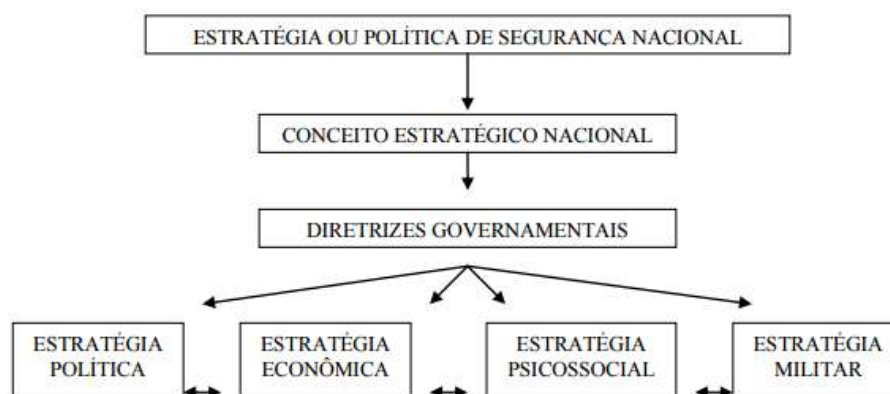 ESTRATÉGIA OU POLÍTICA DE SEGURANÇA NACIONAL
CONCEITO ESTRATÉGICO NACIONAL
DIRETRIZES GOVERNAMENTAIS
ESTRATÉGIA
POLÍTICA
ESTRATÉGIA
ECONÔMICA
ESTRATÉGIA
PSICOSSOCIAL
ESTRATÉGIA
MILITAR